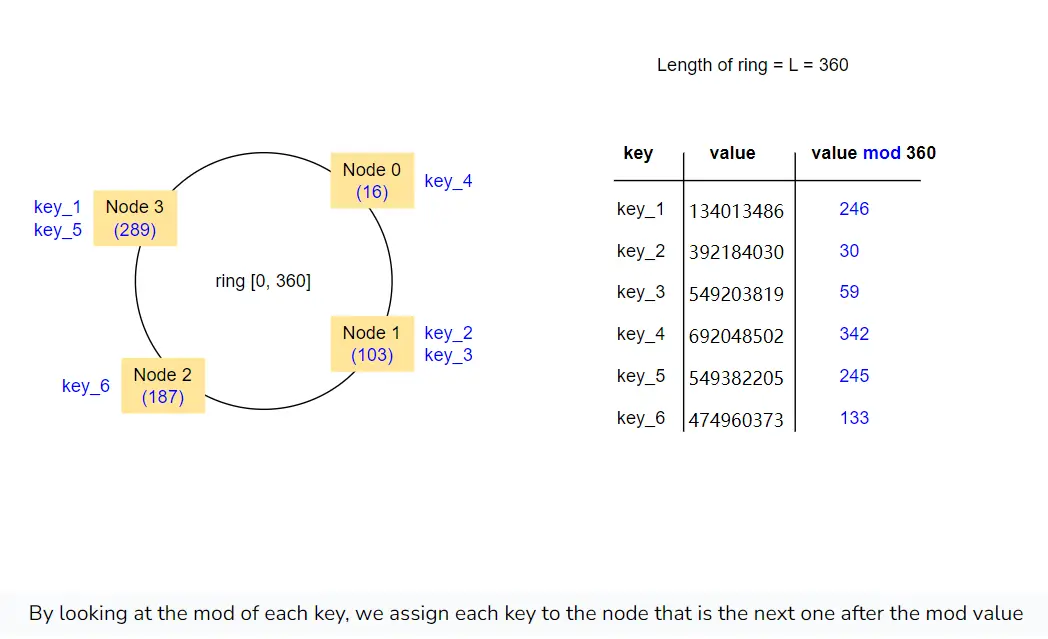 Length of ring = L = 360
key value value mod 360
key_1 134013486 246
key_2 392184030 30
key_3 549203819 59
key_4 692048502 342
key_5 549382205 245
key_6 474960373 133
Node 0
(16)
key_4
key_1
key_5
Node 3
(289)
ring [0, 360]
Node 1
(103)
key_2
key_3
key_6
Node 2
(187)
By looking at the mod of each key, we assign each key to the node that is the next one after the mod value